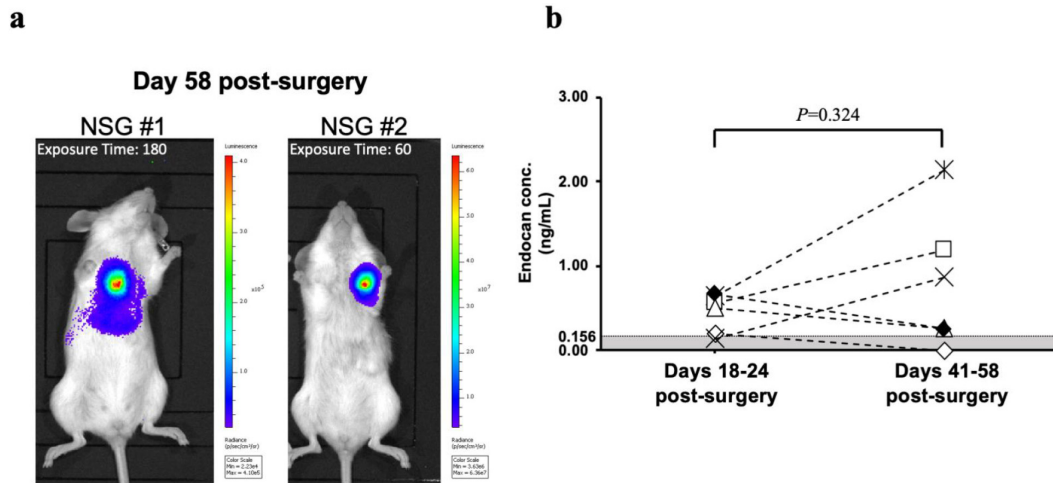 a
Day 58 post-surgery
NSG #1
Exposure Time: 180
Luminescence
4.0
3.0
x10⁵
2.0
1.0
Radiance
(p/sec/cm²/sr)
Color Scale
Min = 2.23e4
Max = 4.10e5
NSG #2
Exposure Time: 60
Luminescence
6.0
5.0
4.0
x10⁷
3.0
2.0
1.0
Radiance
(p/sec/cm²/sr)
Color Scale
Min = 3.63e6
Max = 6.36e7
b
Endocan conc.
(ng/mL)
3.00
2.00
1.00
0.156
0.00
P=0.324
Days 18-24
post-surgery
Days 41-58
post-surgery